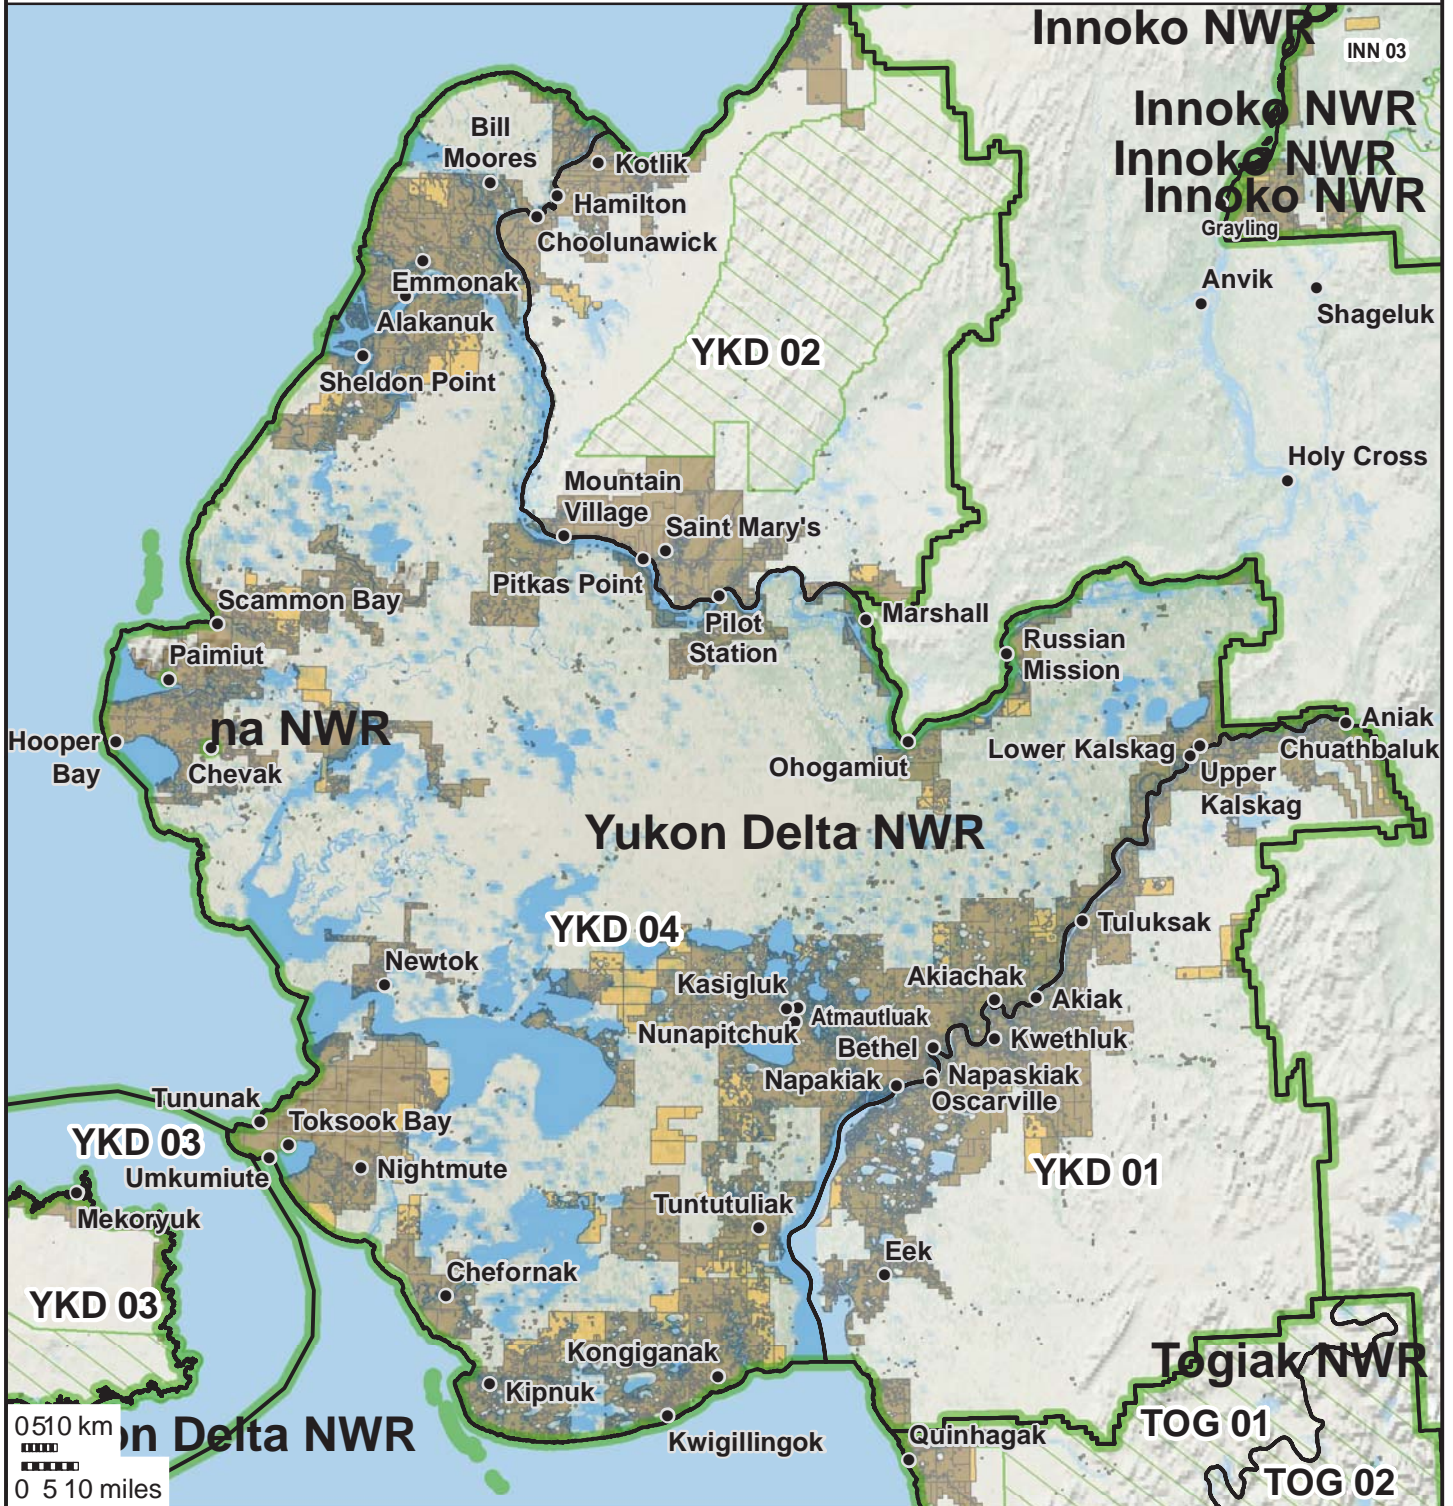 Innoko NWR
INN 03
Innoko NWR
Innoko NWR
Innoko NWR
Grayling
Bill
Moores
Kotlik
Hamilton
Choolunawick
Emmonak
Alakanuk
Sheldon Point
Anvik
Shageluk
YKD 02
Holy Cross
Mountain
Village
Saint Mary's
Pitkas Point
Pilot
Station
Marshall
Scammon Bay
Paimiut
Russian
Mission
na NWR
Hooper
Bay
Chevak
Ohogamiut
Lower Kalskag
Aniak
Chuathbaluk
Upper
Kalskag
Yukon Delta NWR
YKD 04
Tuluksak
Newtok
Kasigluk
Akiachak
Akiak
Atmautluak
Nunapitchuk
Bethel
Kwethluk
Napakiak
Napaskiak
Oscarville
Tununak
Toksook Bay
YKD 03
Umkumiute
Nightmute
YKD 01
Mekoryuk
Tuntutuliak
Eek
Chefornak
YKD 03
Kongiganak
Togiak NWR
Kipnuk
TOG 01
on Delta NWR
Kwigillingok
Quinhagak
TOG 02
0 5 10 km
0 5 10 miles